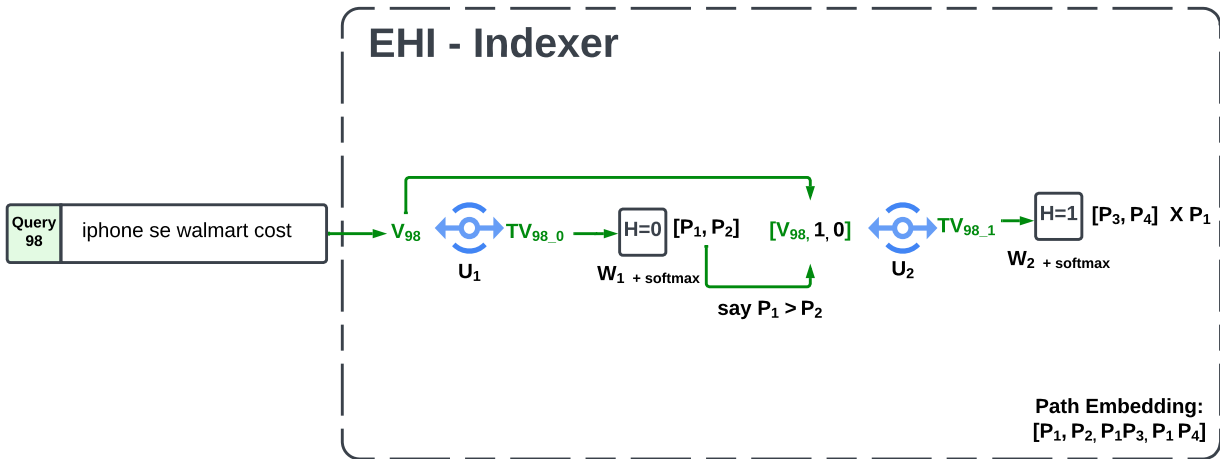 EHI - Indexer
Query
98
iphone se walmart cost
V98
U1
TV98_0
H=0
W1 + softmax
[P1, P2]
say P1 > P2
[V98, 1, 0]
U2
TV98_1
H=1
W2 + softmax
[P3, P4] X P1
Path Embedding:
[P1, P2, P1P3, P1 P4]